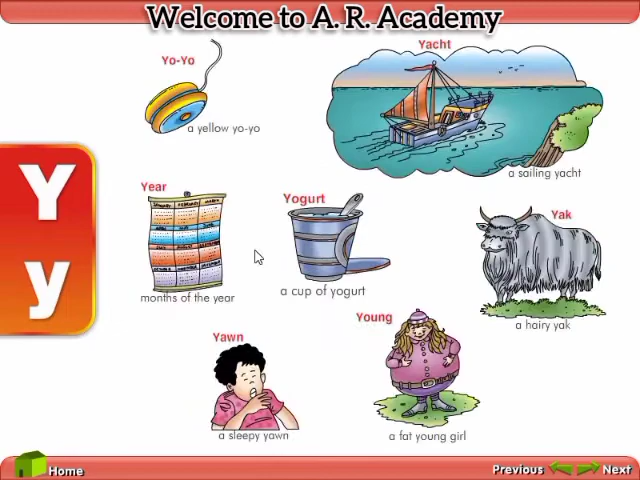 Welcome to A. R. Academy
Yo-Yo
a yellow yo-yo
Yacht
a sailing yacht
Y
y
Year
months of the year
Yogurt
a cup of yogurt
Yak
a hairy yak
Yawn
a sleepy yawn
Young
a fat young girl
Home
Previous
Next